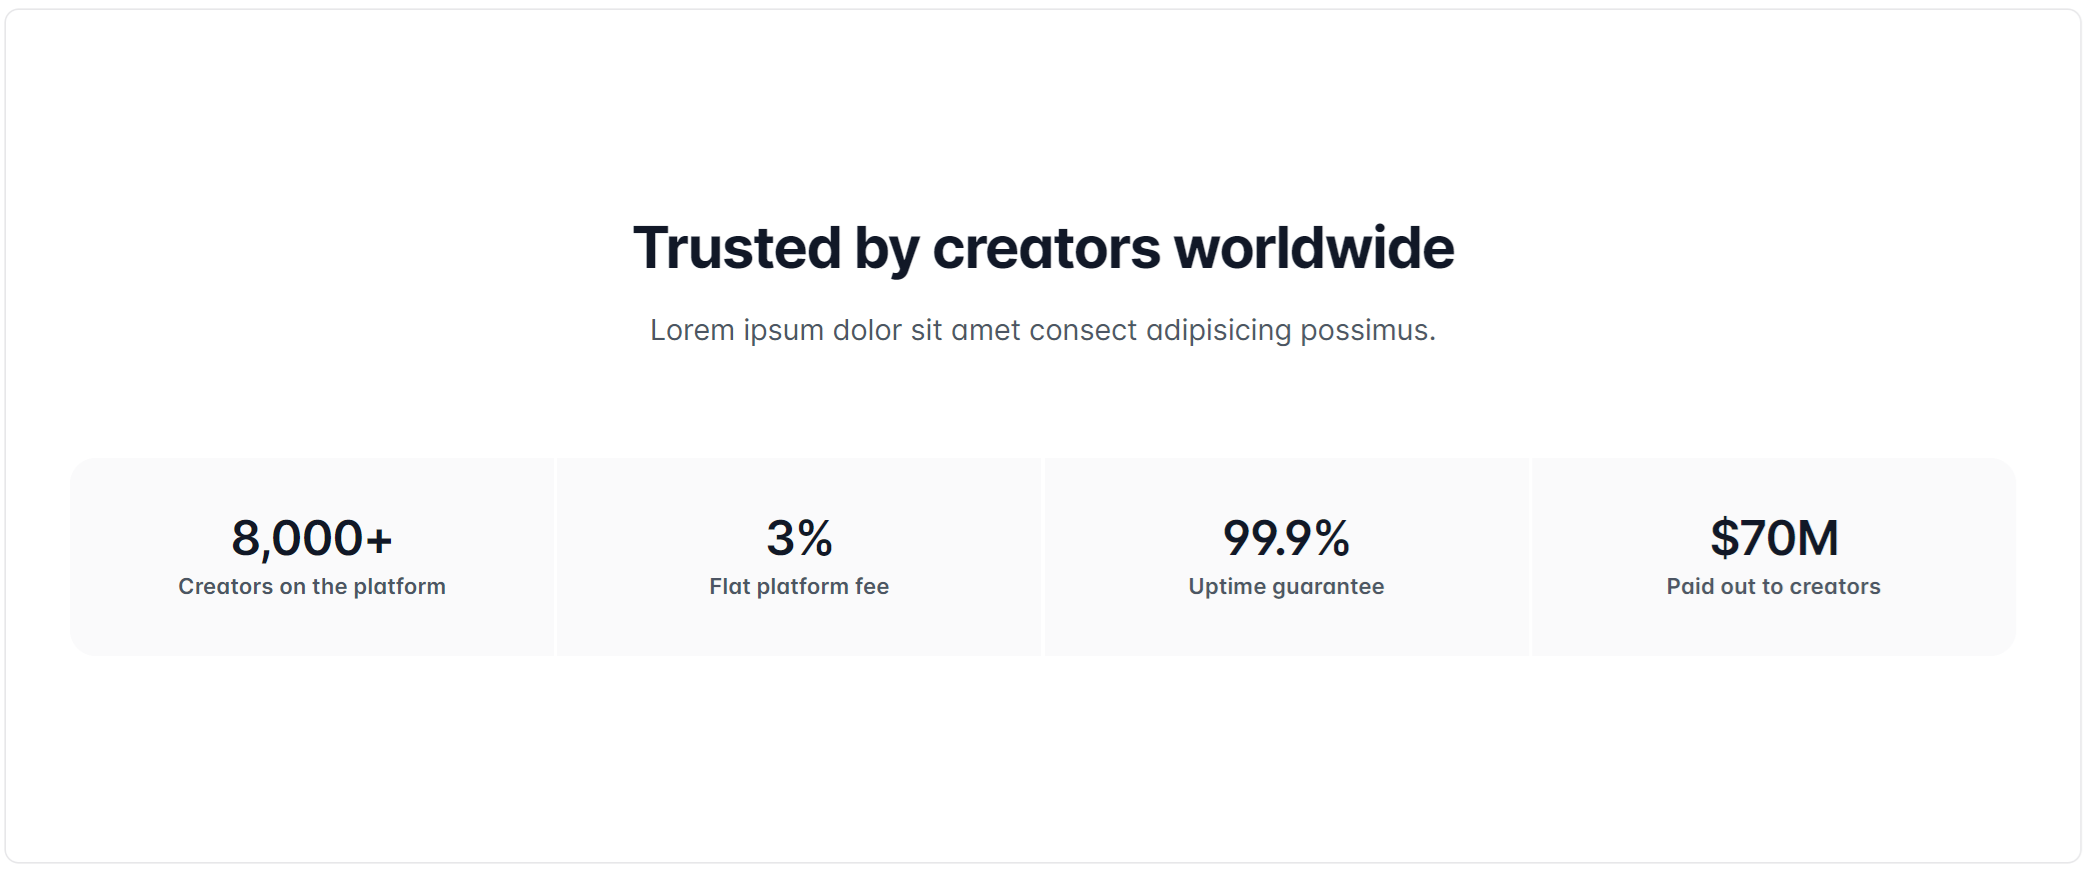 Trusted by creators worldwide
Lorem ipsum dolor sit amet consect adipisicing possimus.
8,000+
Creators on the platform
3%
Flat platform fee
99.9%
Uptime guarantee
$70M
Paid out to creators